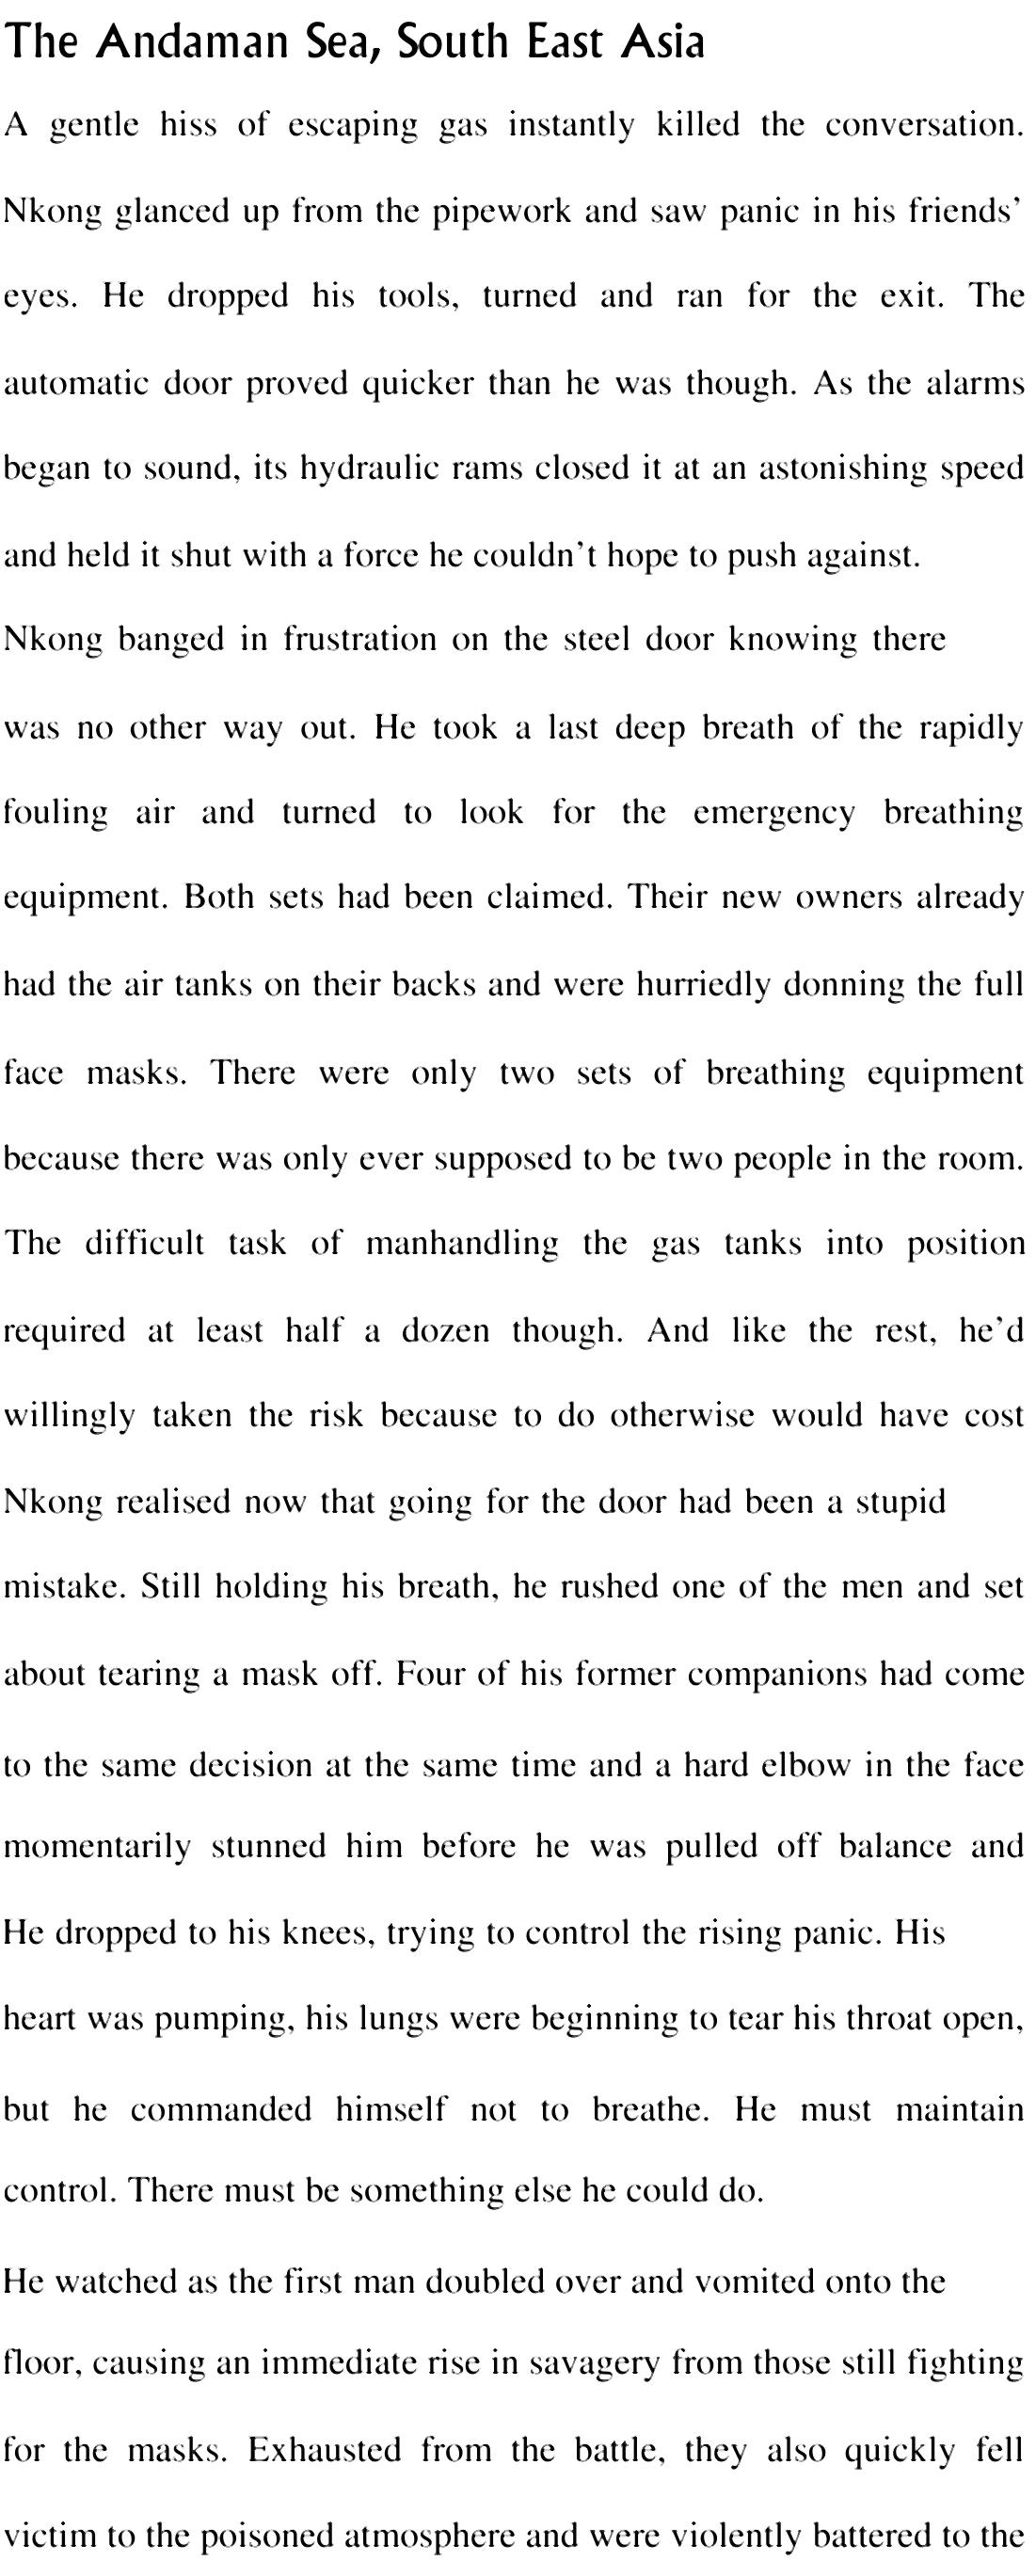 The Andaman Sea, South East Asia
A gentle hiss of escaping gas instantly killed the conversation.
Nkong glanced up from the pipework and saw panic in his friends’
eyes. He dropped his tools, turned and ran for the exit. The
automatic door proved quicker than he was though. As the alarms
began to sound, its hydraulic rams closed it at an astonishing speed
and held it shut with a force he couldn’t hope to push against.
Nkong banged in frustration on the steel door knowing there
was no other way out. He took a last deep breath of the rapidly
fouling air and turned to look for the emergency breathing
equipment. Both sets had been claimed. Their new owners already
had the air tanks on their backs and were hurriedly donning the full
face masks. There were only two sets of breathing equipment
because there was only ever supposed to be two people in the room.
The difficult task of manhandling the gas tanks into position
required at least half a dozen though. And like the rest, he’d
willingly taken the risk because to do otherwise would have cost
Nkong realised now that going for the door had been a stupid
mistake. Still holding his breath, he rushed one of the men and set
about tearing a mask off. Four of his former companions had come
to the same decision at the same time and a hard elbow in the face
momentarily stunned him before he was pulled off balance and
He dropped to his knees, trying to control the rising panic. His
heart was pumping, his lungs were beginning to tear his throat open,
but he commanded himself not to breathe. He must maintain
control. There must be something else he could do.
He watched as the first man doubled over and vomited onto the
floor, causing an immediate rise in savagery from those still fighting
for the masks. Exhausted from the battle, they also quickly fell
victim to the poisoned atmosphere and were violently battered to the